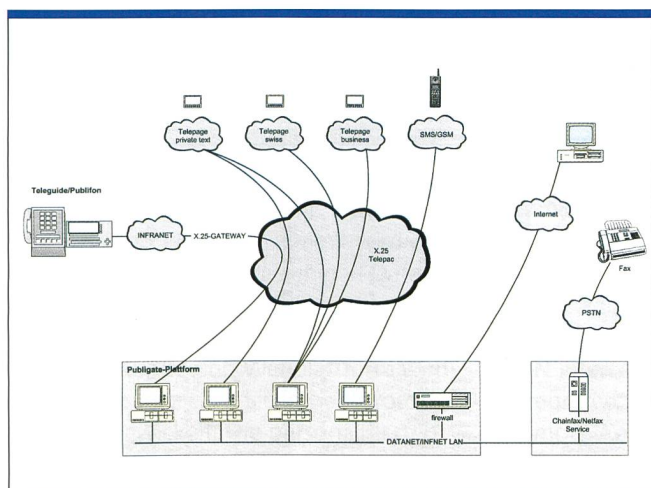 Telepage
private text
Telepage
swiss
Telepage
business
SMS/GSM
Teleguide/Publifon
INFRANET
X.25-GATEWAY
X.25
Telepac
Internet
Fax
PSTN
Publigate-Plattform
firewall
Chainfax/Netfax
Service
DATANET/INFNET LAN